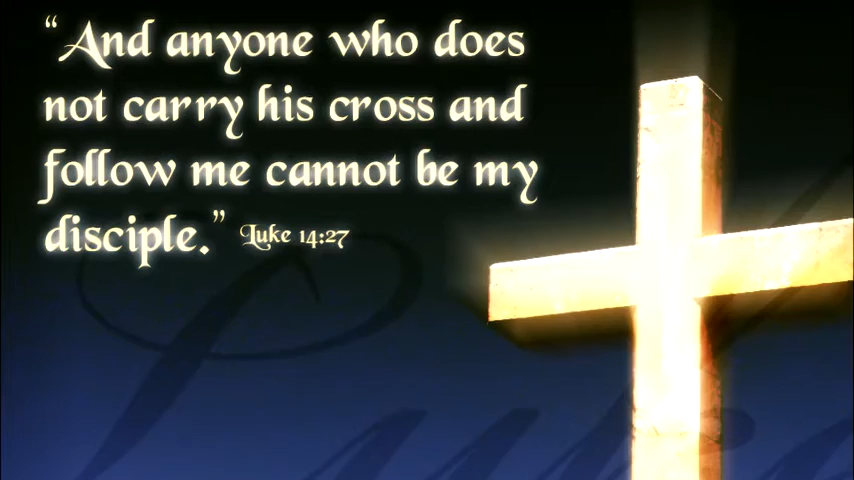 “And anyone who does
not carry his cross and
follow me cannot be my
disciple.” Luke 14:27